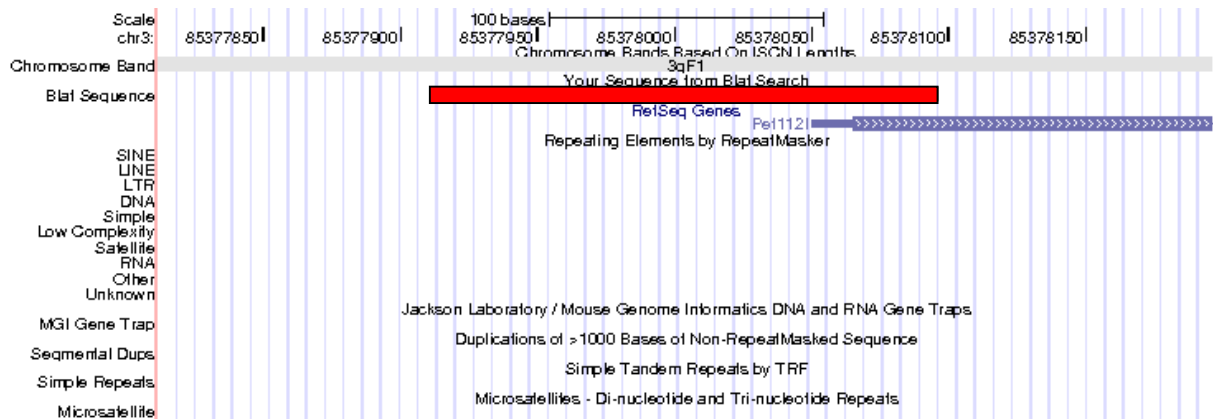 Scale 100 bases
chr3: 85377850 85377900 85377950 85378000 85378050 85378100 85378150
Chromosome Bands Based On ISCN Lengths
Chromosome Band 3qF1
Your Sequence from Blat Search
Blat Sequence
RefSeq Genes
Pet112l
Repeating Elements by RepeatMasker
SINE
LINE
LTR
DNA
Simple
Low Complexity
Satellite
RNA
Other
Unknown
Jackson Laboratory / Mouse Genome Informatics DNA and RNA Gene Traps
MGI Gene Trap
Duplications of >1000 Bases of Non-RepeatMasked Sequence
Segmental Dups
Simple Tandem Repeats by TRF
Simple Repeats
Microsatellites - Di-nucleotide and Tri-nucleotide Repeats
Microsatellite